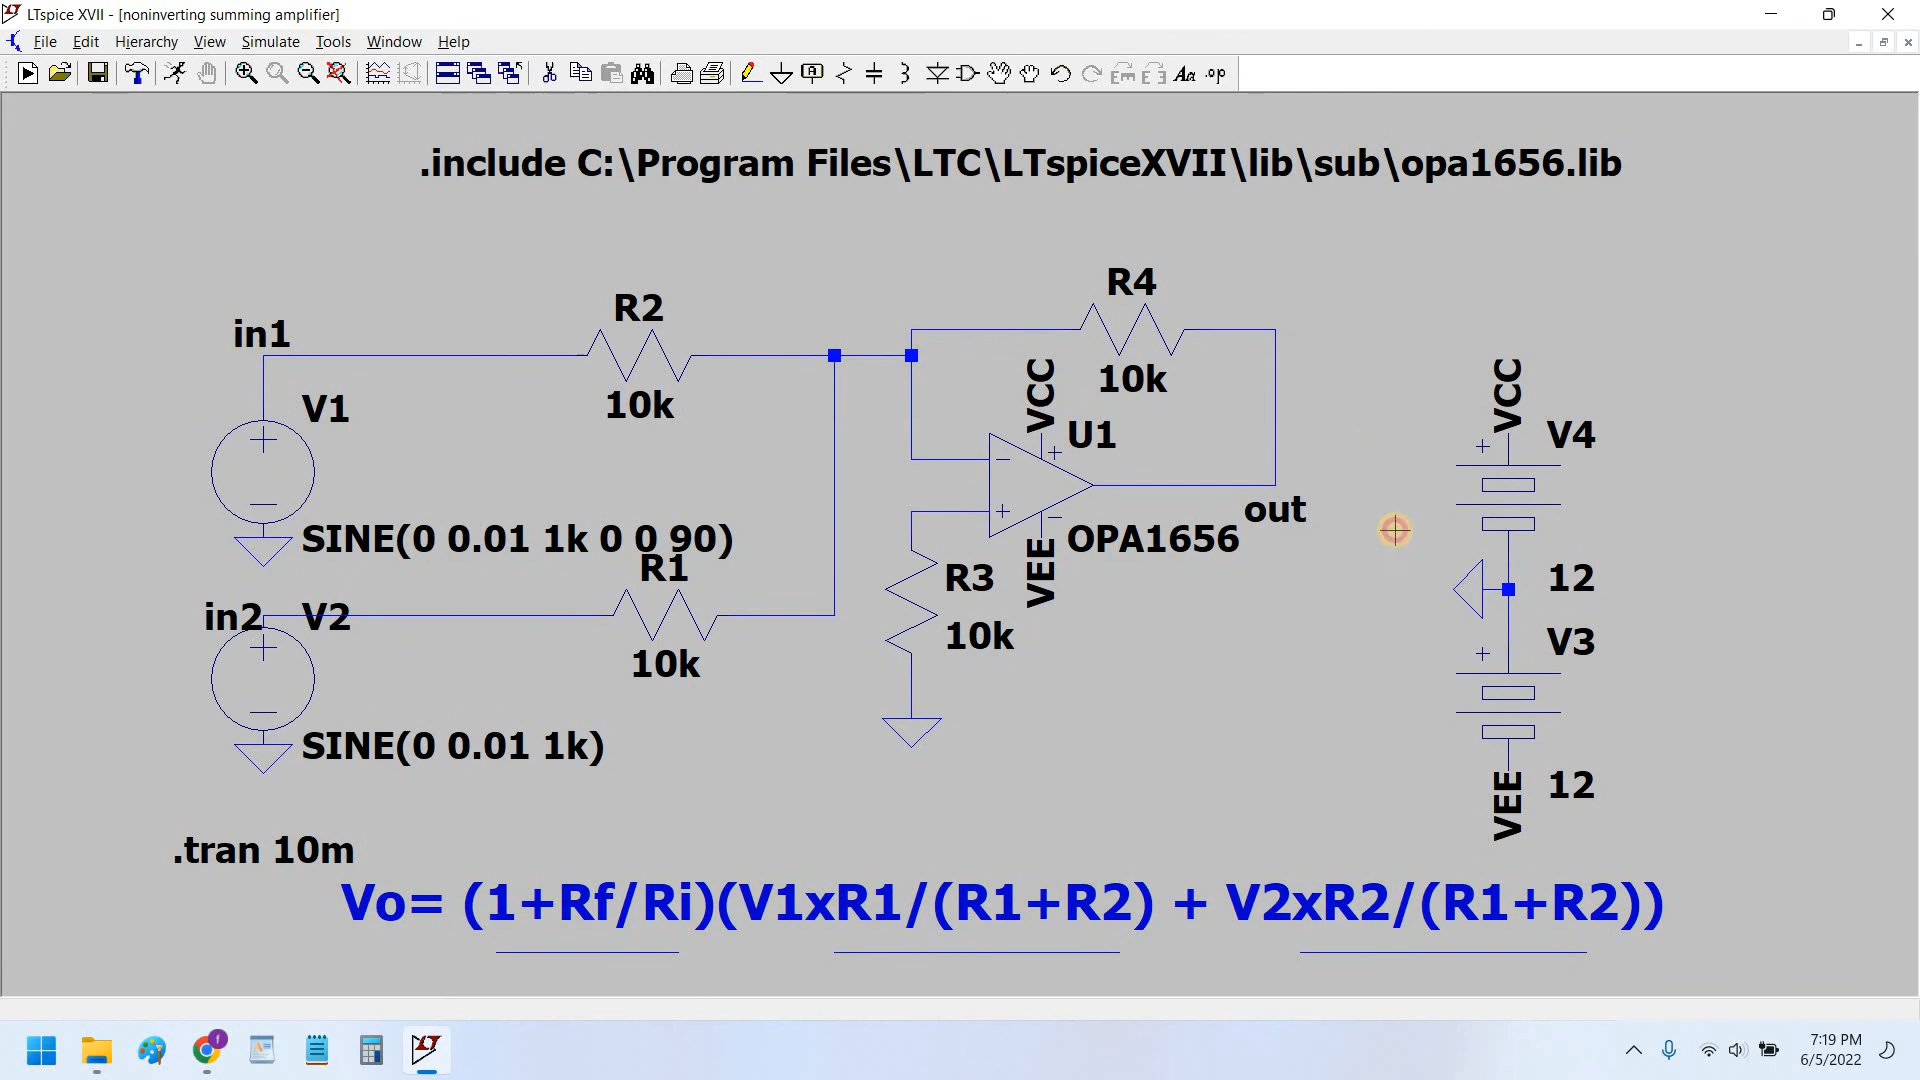 LTspice XVII - [noninverting summing amplifier]
File Edit Hierarchy View Simulate Tools Window Help
.op
.include C:\Program Files\LTC\LTspiceXVII\lib\sub\opa1656.lib
R4
R2
in1
10k
VCC
VCC
10k
V1
U1
V4
out
SINE(0 0.01 1k 0 0 90)
OPA1656
R1
VEE
R3
12
in2
V2
10k
V3
10k
SINE(0 0.01 1k)
VEE
12
.tran 10m
Vo= (1+Rf/Ri)(V1xR1/(R1+R2) + V2xR2/(R1+R2))
7:19 PM
6/5/2022